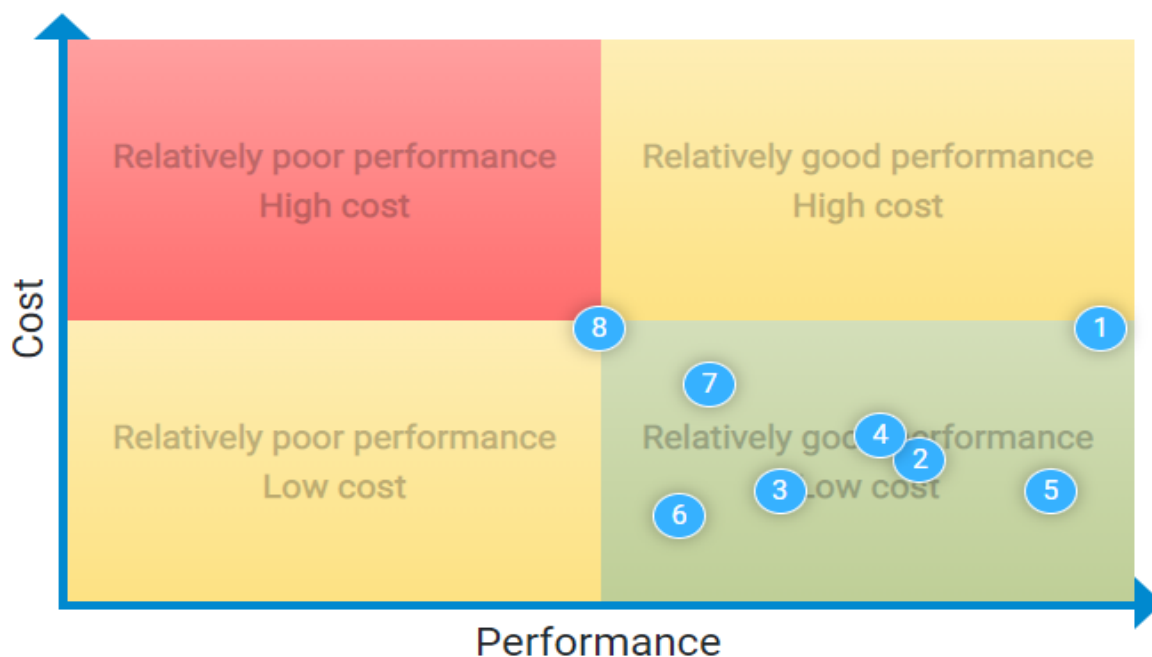 Relatively poor performance
High cost
Relatively good performance
High cost
Cost
8
1
7
Relatively poor performance
Low cost
Relatively good performance
Low cost
4
2
3
5
6
Performance